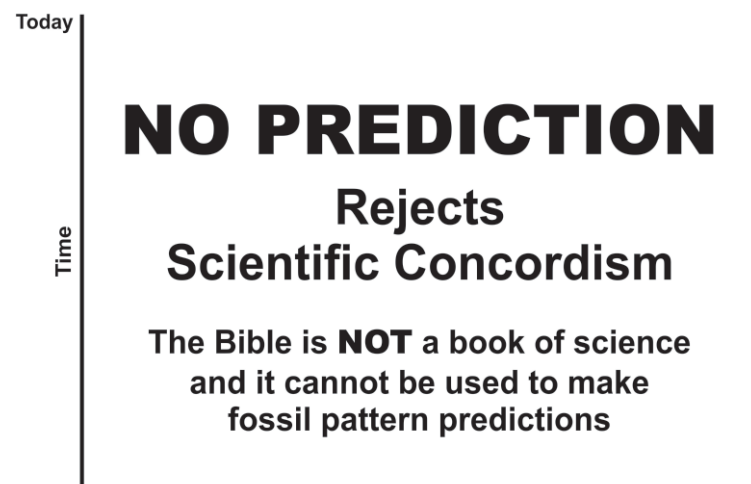 Today
Time
NO PREDICTION
Rejects
Scientific Concordism
The Bible is NOT a book of science
and it cannot be used to make
fossil pattern predictions